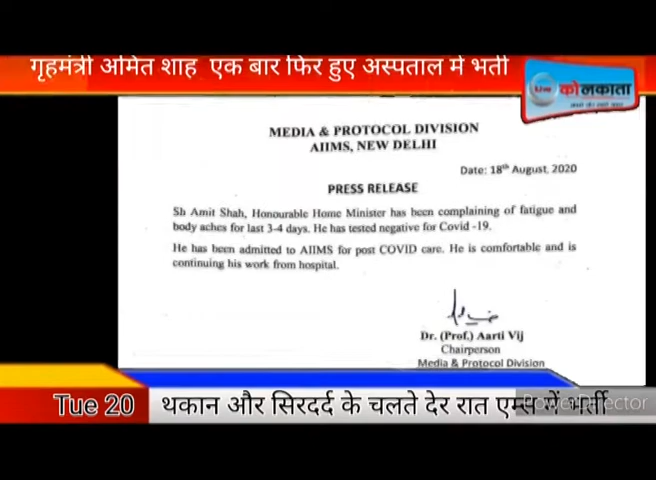 गृहमंत्री अमित शाह एक बार फिर हुए अस्पताल में भर्ती
Live
कोलकाता
MEDIA & PROTOCOL DIVISION
AIIMS, NEW DELHI
Date: 18th August, 2020
PRESS RELEASE
Sh Amit Shah, Honourable Home Minister has been complaining of fatigue and
body aches for last 3-4 days. He has tested negative for Covid -19.
He has been admitted to AIIMS for post COVID care. He is comfortable and is
continuing his work from hospital.
Dr. (Prof.) Aarti Vij
Chairperson
Media & Protocol Division
Tue 20
थकान और सिरदर्द के चलते देर रात एम्स में भर्ती
PowerDirector